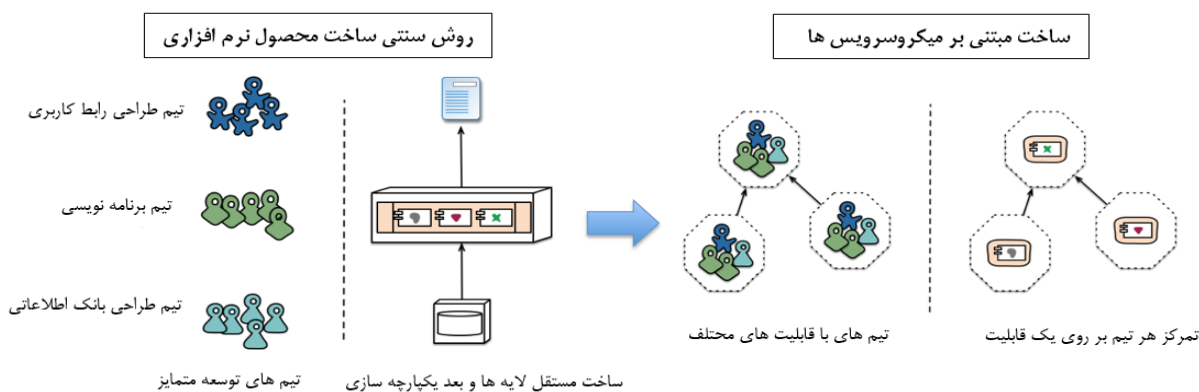 روش سنتی ساخت محصول نرم افزاری
ساخت مبتنی بر میکروسرویس ها
تیم طراحی رابط کاربری
تیم برنامه نویسی
تیم طراحی بانک اطلاعاتی
تیم های توسعه متمایز
ساخت مستقل لایه ها و بعد یکپارچه سازی
تیم های با قابلیت های مختلف
تمرکز هر تیم بر روی یک قابلیت